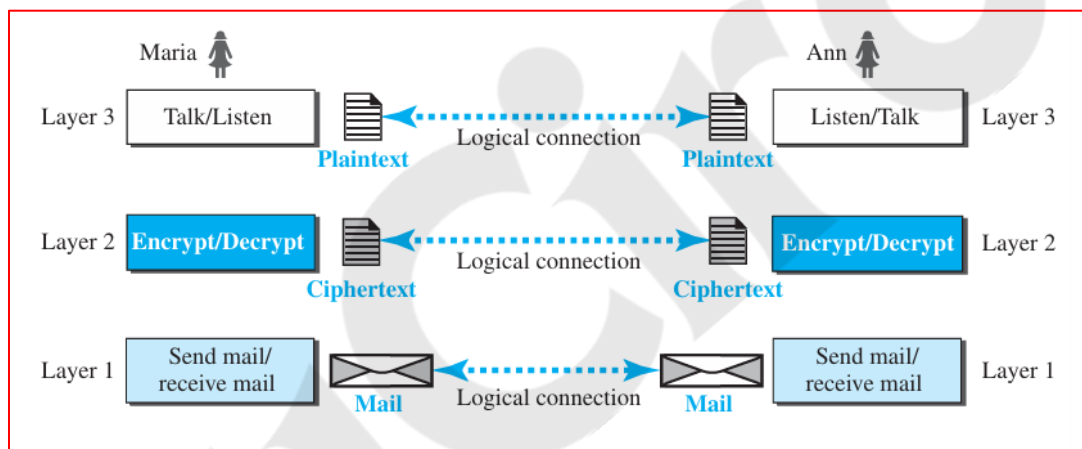 Maria
Ann
Layer 3
Talk/Listen
Logical connection
Listen/Talk
Layer 3
Plaintext
Plaintext
Layer 2
Encrypt/Decrypt
Logical connection
Encrypt/Decrypt
Layer 2
Ciphertext
Ciphertext
Layer 1
Send mail/
receive mail
Logical connection
Send mail/
receive mail
Layer 1
Mail
Mail